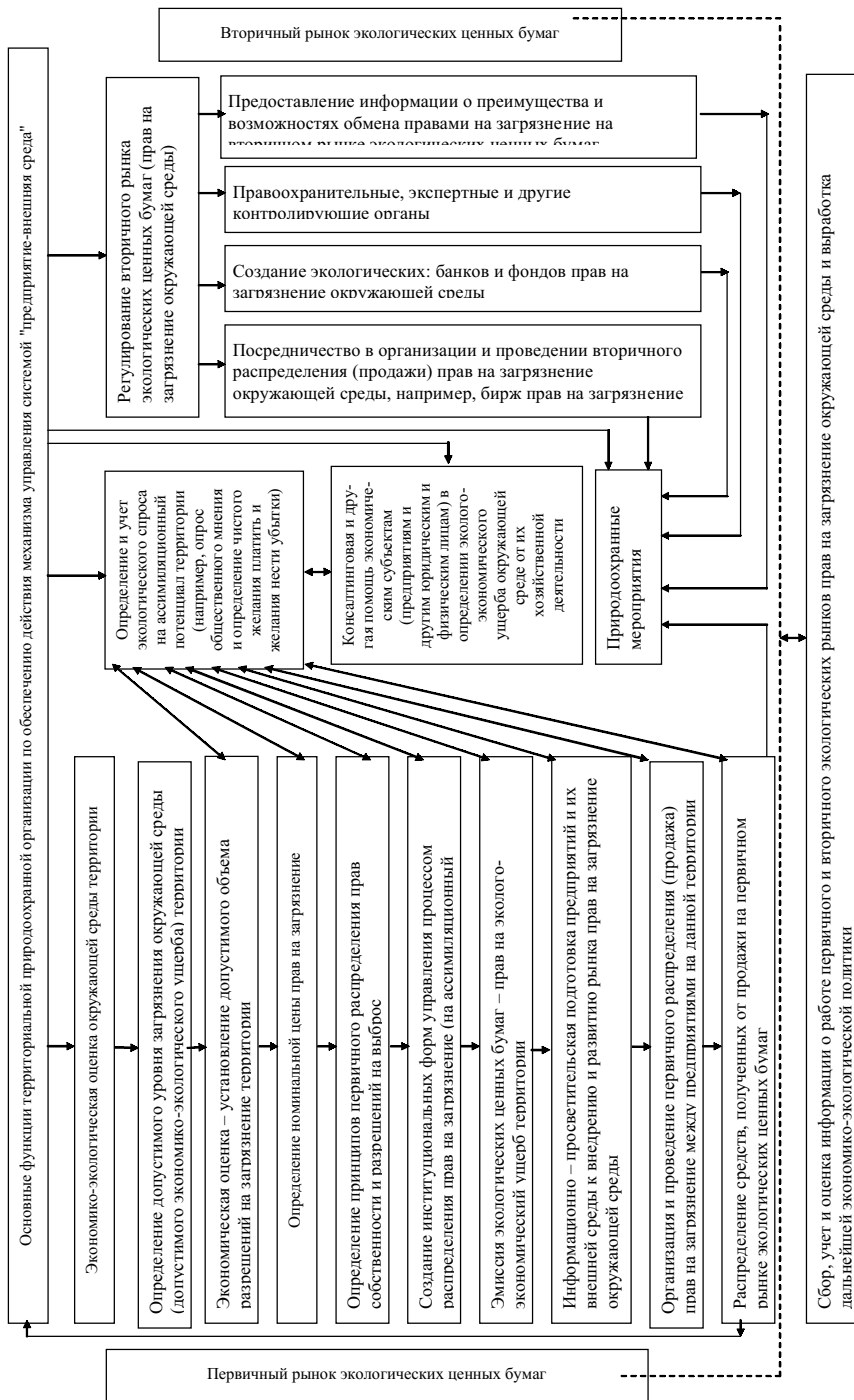 Основные функции территориальной природоохранной организации по обеспечению действия механизма управления системой "предприятие-внешняя среда"
Первичный рынок экологических ценных бумаг
Экономико-экологическая оценка окружающей среды территории
Определение допустимого уровня загрязнения окружающей среды
(допустимого экономико-экологического ущерба) территории
Экономическая оценка – установление допустимого объема
разрешений на загрязнение территории
Определение номинальной цены прав на загрязнение
Определение принципов первичного распределения прав
собственности и разрешений на выброс
Создание институциональных форм управления процессом
распределения прав на загрязнение (на ассимиляционный
Эмиссия экологических ценных бумаг – прав на эколого-
экономический ущерб территории
Информационно – просветительская подготовка предприятий и их
внешней среды к внедрению и развитию рынка прав на загрязнение
окружающей среды
Организация и проведение первичного распределения (продажа)
прав на загрязнение между предприятиями на данной территории
Распределение средств, полученных от продажи на первичном
рынке экологических ценных бумаг
Определение и учет
экологического спроса
на ассимиляционный
потенциал территории
(например, опрос
общественного мнения
и определение чистого
желания платить и
желания нести убытки)
Консалтинговая и дру-
гая помощь экономиче-
ским субъектам
(предприятиям и
другим юридическим и
физическим лицам) в
определении эколого-
экономического
ущерба окружающей
среде от их
хозяйственной
деятельности
Природоохранные
мероприятия
Регулирование вторичного рынка
экологических ценных бумаг (прав на
загрязнение окружающей среды)
Предоставление информации о преимущества и
возможностях обмена правами на загрязнение на
вторичном рынке экологических ценных бумаг
Правоохранительные, экспертные и другие
контролирующие органы
Создание экологических: банков и фондов прав на
загрязнение окружающей среды
Посредничество в организации и проведении вторичного
распределения (продажи) прав на загрязнение
окружающей среды, например, бирж прав на загрязнение
Вторичный рынок экологических ценных бумаг
Сбор, учет и оценка информации о работе первичного и вторичного экологических рынков прав на загрязнение окружающей среды и выработка
дальнейшей экономико-экологической политики